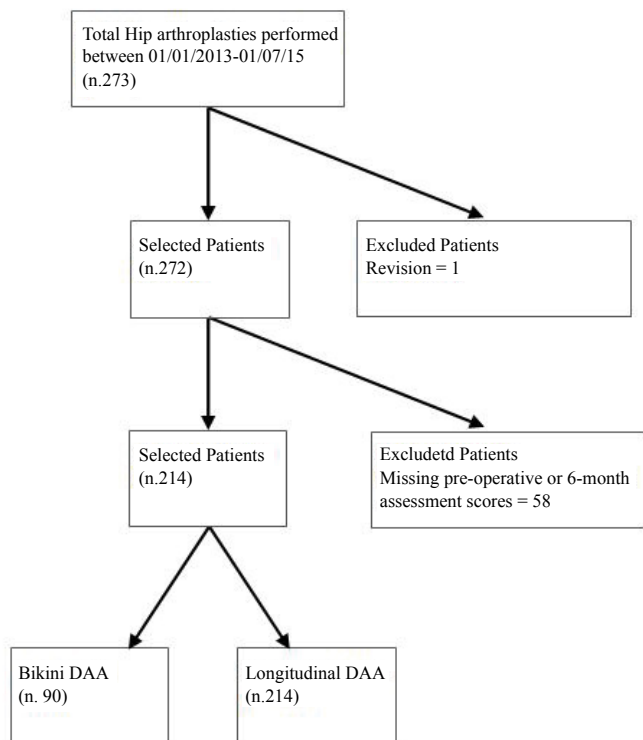 Total Hip arthroplasties performed
between 01/01/2013-01/07/15
(n.273)
Selected Patients
(n.272)
Excluded Patients
Revision = 1
Selected Patients
(n.214)
Excludetd Patients
Missing pre-operative or 6-month
assessment scores = 58
Bikini DAA
(n. 90)
Longitudinal DAA
(n.214)